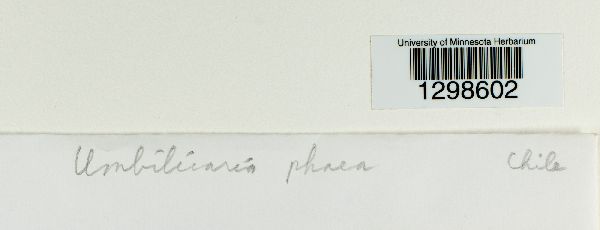 University of Minnesota Herbarium
1298602
Umbilicaria phaea Chile